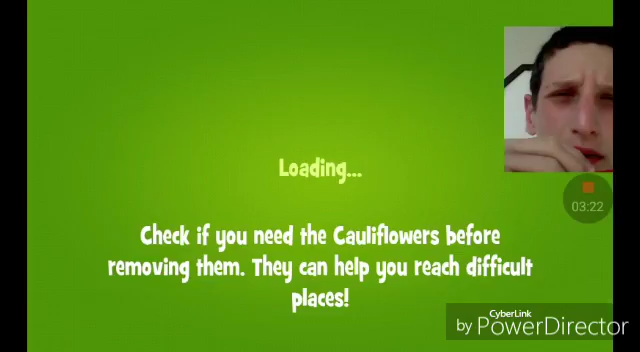 Loading...
03:22
Check if you need the Cauliflowers before
removing them. They can help you reach difficult
places!
CyberLink
by PowerDirector